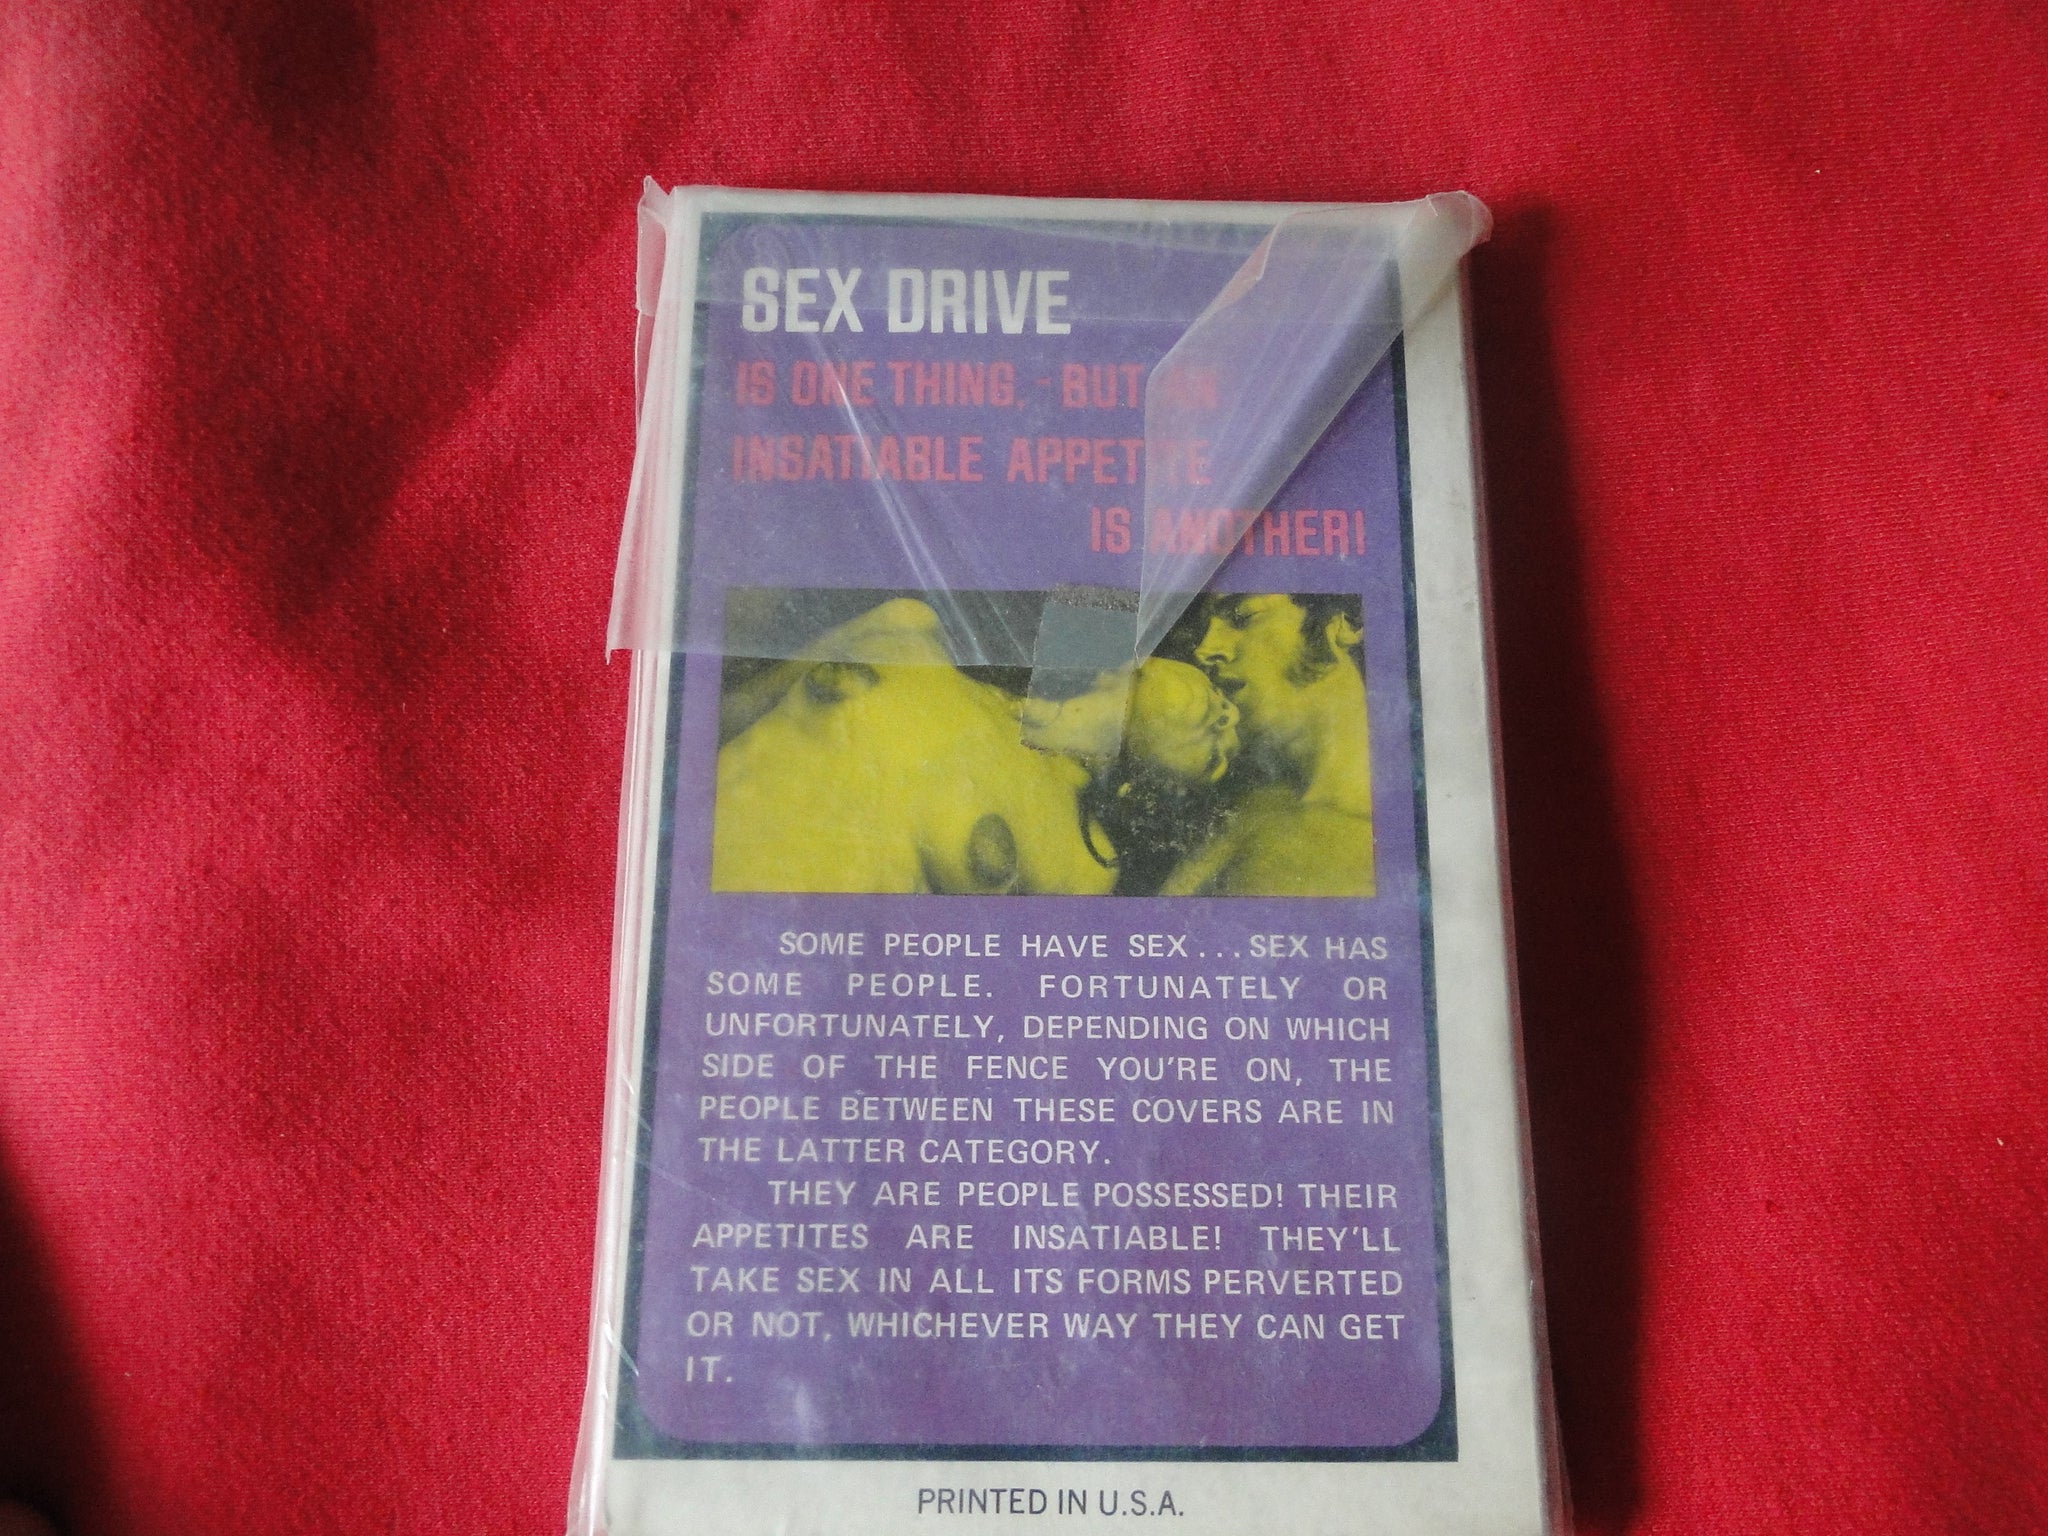 SEX DRIVE
IS ONE THING, - BUT AN
INSATIABLE APPETITE
IS ANOTHER!
SOME PEOPLE HAVE SEX...SEX HAS
SOME PEOPLE. FORTUNATELY OR
UNFORTUNATELY, DEPENDING ON WHICH
SIDE OF THE FENCE YOU'RE ON, THE
PEOPLE BETWEEN THESE COVERS ARE IN
THE LATTER CATEGORY.
THEY ARE PEOPLE POSSESSED! THEIR
APPETITES ARE INSATIABLE! THEY'LL
TAKE SEX IN ALL ITS FORMS PERVERTED
OR NOT, WHICHEVER WAY THEY CAN GET
IT.
PRINTED IN U.S.A.